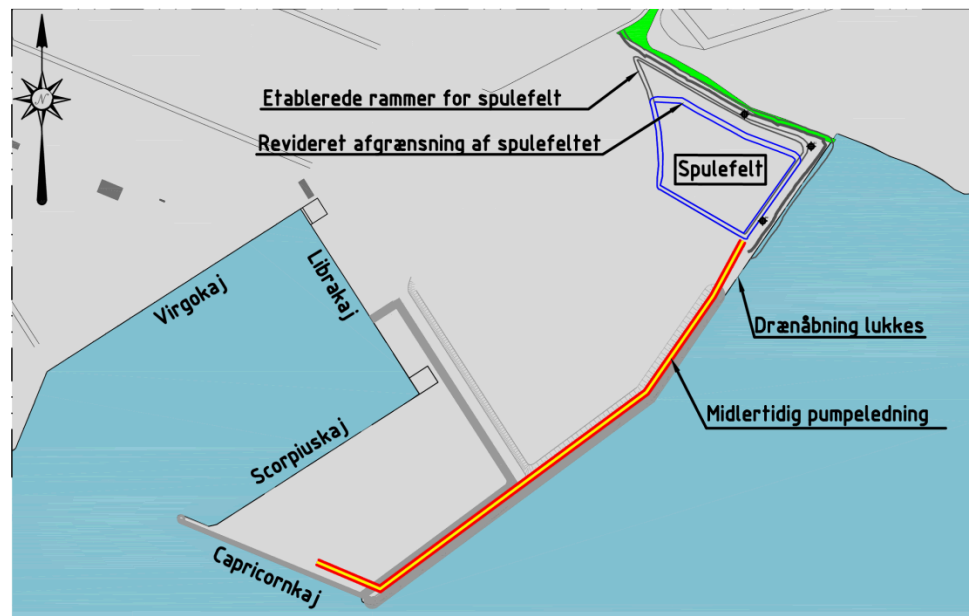 N
Etablerede rammer for spulefelt
Revideret afgrænsning af spulefeltet
Spulefelt
Virgokaj
Librakaj
Drænåbning lukkes
Midlertidig pumpeledning
Scorpiuskaj
Capricornkaj